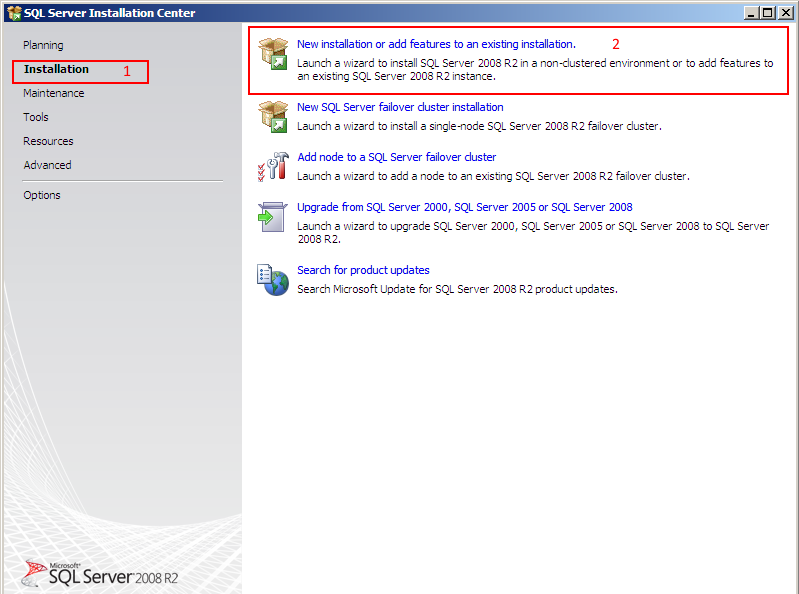 SQL Server Installation Center
Planning
Installation 1
Maintenance
Tools
Resources
Advanced
Options
New installation or add features to an existing installation. 2
Launch a wizard to install SQL Server 2008 R2 in a non-clustered environment or to add features to
an existing SQL Server 2008 R2 instance.
New SQL Server failover cluster installation
Launch a wizard to install a single-node SQL Server 2008 R2 failover cluster.
Add node to a SQL Server failover cluster
Launch a wizard to add a node to an existing SQL Server 2008 R2 failover cluster.
Upgrade from SQL Server 2000, SQL Server 2005 or SQL Server 2008
Launch a wizard to upgrade SQL Server 2000, SQL Server 2005 or SQL Server 2008 to SQL Server
2008 R2.
Search for product updates
Search Microsoft Update for SQL Server 2008 R2 product updates.
Microsoft®
SQL Server 2008 R2